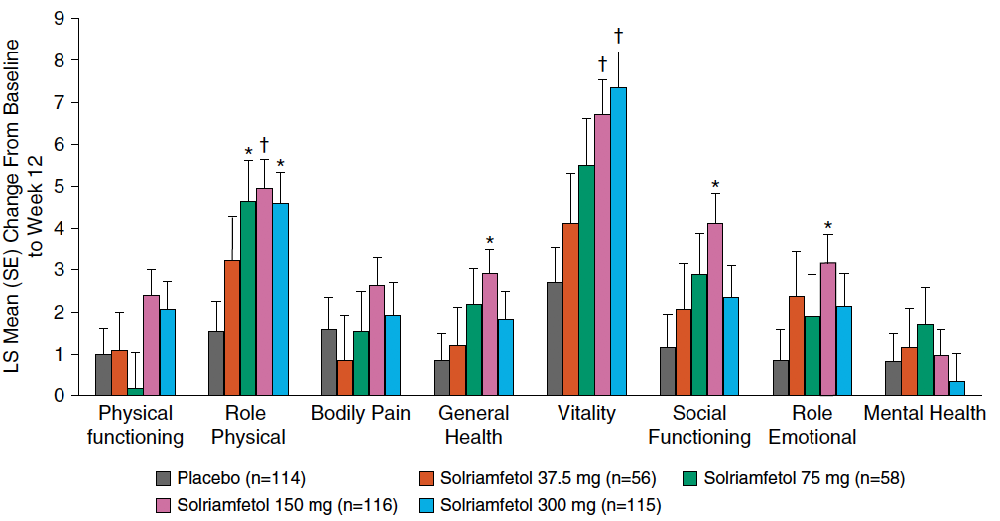 LS Mean (SE) Change From Baseline
to Week 12
9
8
7
6
5
4
3
2
1
0
* † *
*
† †
*
*
Physical
functioning
Role
Physical
Bodily Pain
General
Health
Vitality
Social
Functioning
Role
Emotional
Mental Health
Placebo (n=114)
Solriamfetol 37.5 mg (n=56)
Solriamfetol 75 mg (n=58)
Solriamfetol 150 mg (n=116)
Solriamfetol 300 mg (n=115)